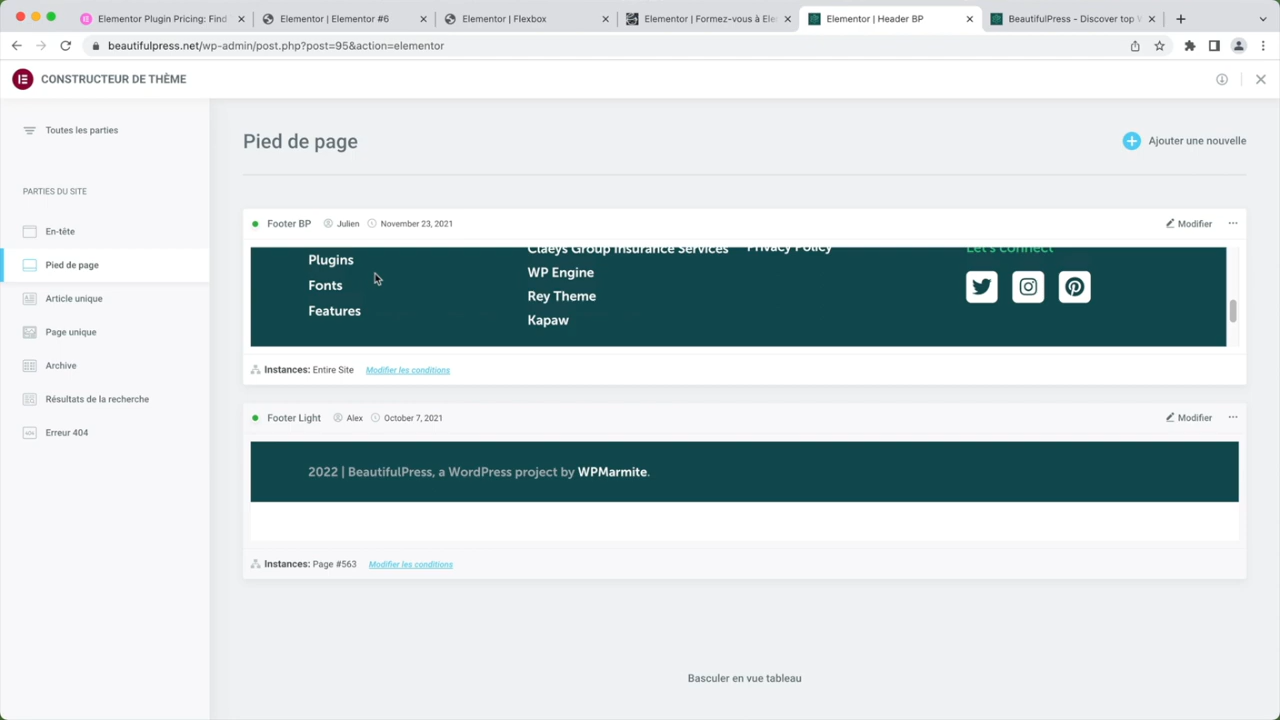 Elementor Plugin Pricing: Find
Elementor | Elementor #6
Elementor | Flexbox
Elementor | Formez-vous à Ele
Elementor | Header BP
BeautifulPress - Discover top
beautifulpress.net/wp-admin/post.php?post=95&action=elementor
CONSTRUCTEUR DE THÈME
Toutes les parties
PARTIES DU SITE
En-tête
Pied de page
Article unique
Page unique
Archive
Résultats de la recherche
Erreur 404
Pied de page
Ajouter une nouvelle
Footer BP Julien November 23, 2021 Modifier
Plugins
Fonts
Features
Claeys Group Insurance Services
WP Engine
Rey Theme
Kapaw
Privacy Policy
Let's connect
Instances: Entire Site Modifier les conditions
Footer Light Alex October 7, 2021 Modifier
2022 | BeautifulPress, a WordPress project by WPMarmite.
Instances: Page #563 Modifier les conditions
Basculer en vue tableau